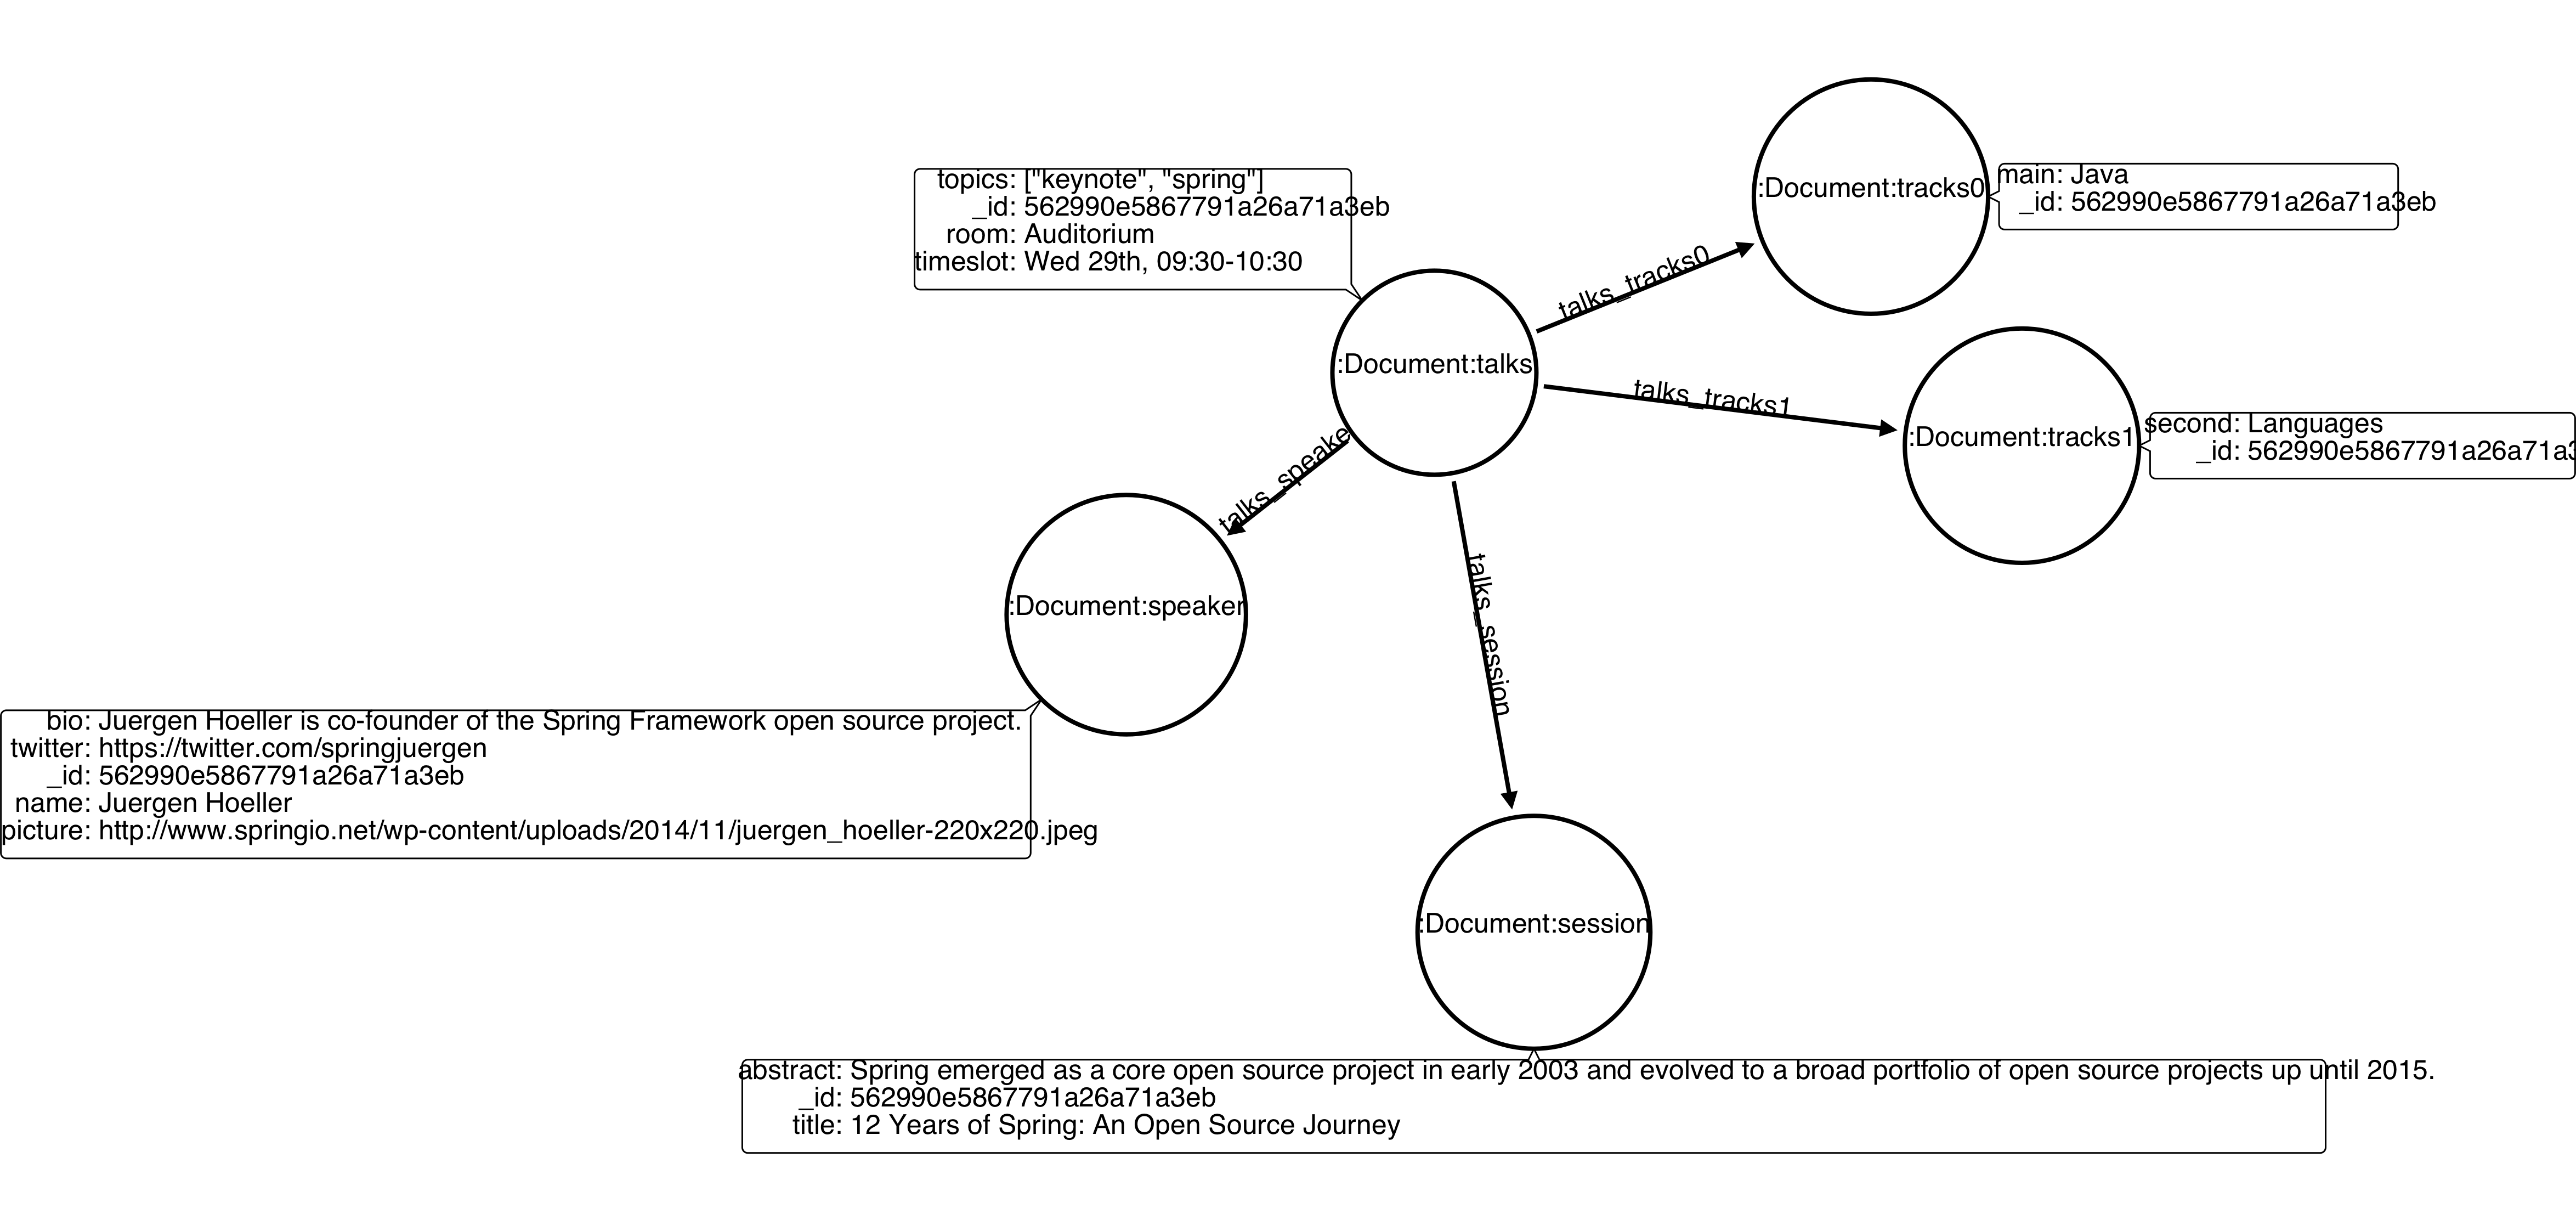 :Document:tracks0
main: Java
_id: 562990e5867791a26a71a3eb
topics: ["keynote", "spring"]
_id: 562990e5867791a26a71a3eb
room: Auditorium
timeslot: Wed 29th, 09:30-10:30
talks_tracks0
:Document:talks
talks_tracks1
:Document:tracks1
second: Languages
_id: 562990e5867791a26a71a3
talks_speake
:Document:speaker
talks_session
bio: Juergen Hoeller is co-founder of the Spring Framework open source project.
twitter: https://twitter.com/springjuergen
_id: 562990e5867791a26a71a3eb
name: Juergen Hoeller
picture: http://www.springio.net/wp-content/uploads/2014/11/juergen_hoeller-220x220.jpeg
:Document:session
abstract: Spring emerged as a core open source project in early 2003 and evolved to a broad portfolio of open source projects up until 2015.
_id: 562990e5867791a26a71a3eb
title: 12 Years of Spring: An Open Source Journey